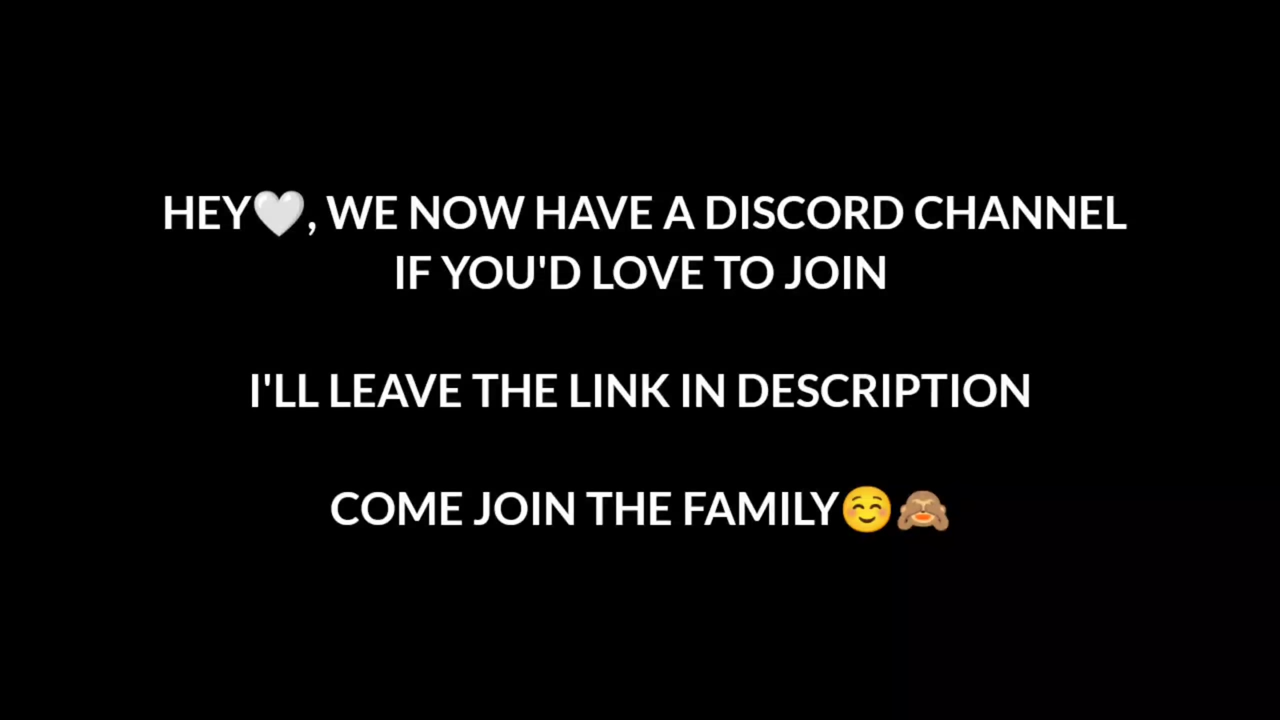 HEY🤍, WE NOW HAVE A DISCORD CHANNEL
IF YOU'D LOVE TO JOIN
I'LL LEAVE THE LINK IN DESCRIPTION
COME JOIN THE FAMILY☺️🙈